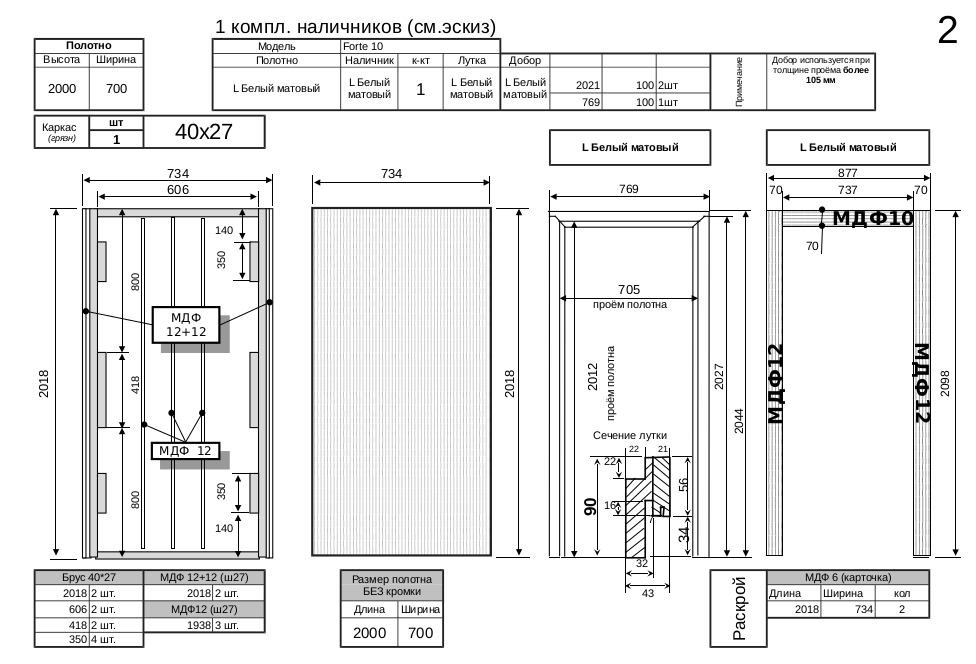 1 компл. наличников (см.эскиз)
2
Полотно
Высота Ширина
2000 700
Модель Forte 10
Полотно Наличник к-кт Лутка Добор
L Белый матовый L Белый матовый 1 L Белый матовый L Белый матовый
2021 100 2шт
769 100 1шт
Примечание
Добор используется при
толщине проёма более
105 мм
Каркас
(грязн)
шт
1
40x27
L Белый матовый
L Белый матовый
734
606
2018
140
350
800
418
800
350
140
МДФ
12+12
МДФ 12
734
2018
769
705
проём полотна
2012
проём полотна
2027
2044
Сечение лутки
22 21
22
16
90
7
56
34
32
43
877
70 737 70
МДФ10
70
МДФ12
МДФ12
2098
Брус 40*27
2018 2 шт.
606 2 шт.
418 2 шт.
350 4 шт.
МДФ 12+12 (ш27)
2018 2 шт.
МДФ12 (ш27)
1938 3 шт.
Размер полотна
БЕЗ кромки
Длина Ширина
2000 700
Раскрой
МДФ 6 (карточка)
Длина Ширина кол
2018 734 2